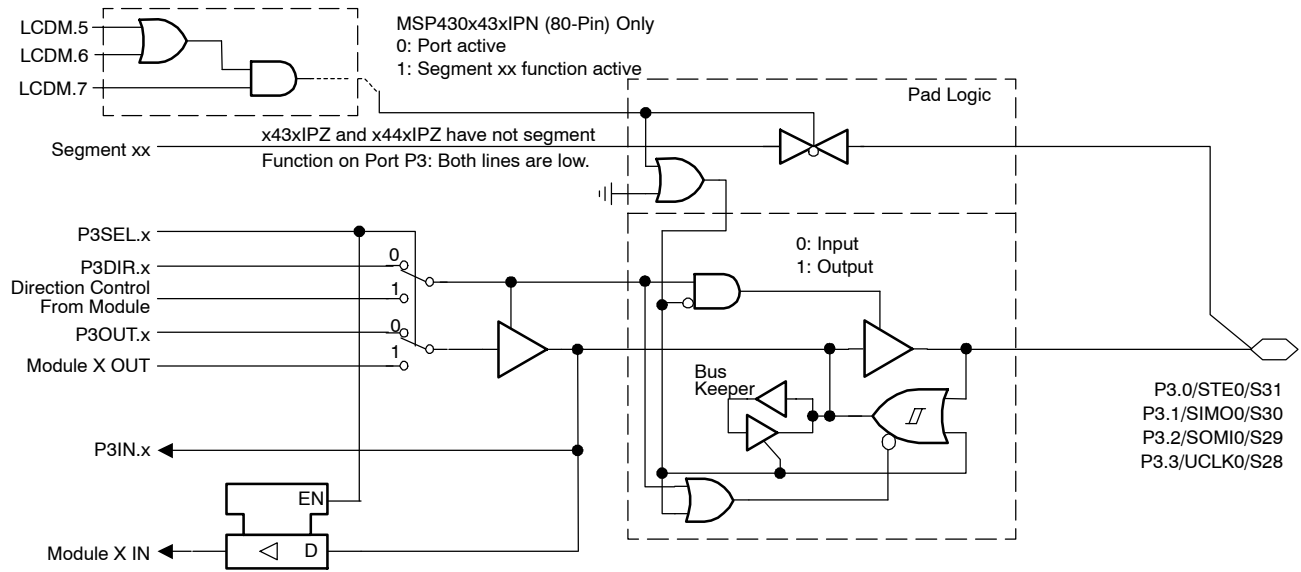 LCDM.5
LCDM.6
LCDM.7
MSP430x43xIPN (80-Pin) Only
0: Port active
1: Segment xx function active
Pad Logic
x43xIPZ and x44xIPZ have not segment
Function on Port P3: Both lines are low.
Segment xx
P3SEL.x
0: Input
1: Output
0
P3DIR.x
Direction Control
From Module
1
P3OUT.x
0
1
Module X OUT
Bus
Keeper
P3.0/STE0/S31
P3.1/SIMO0/S30
P3.2/SOMI0/S29
P3.3/UCLK0/S28
P3IN.x
EN
D
Module X IN